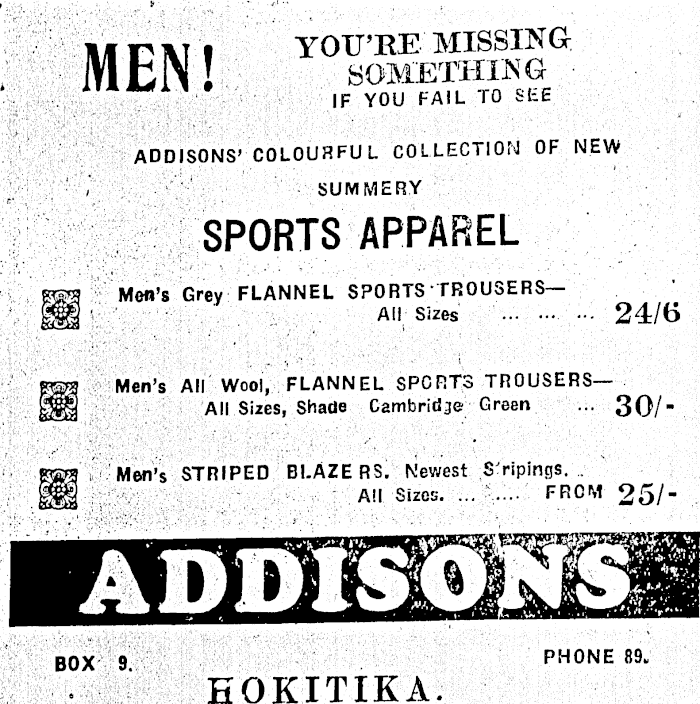 MEN!
YOU'RE MISSING
SOMETHING
IF YOU FAIL TO SEE
ADDISONS' COLOURFUL COLLECTION OF NEW
SUMMERY
SPORTS APPAREL
Men's Grey FLANNEL SPORTS TROUSERS—
All Sizes ... ... ... 24/6
Men's All Wool, FLANNEL SPORTS TROUSERS—
All Sizes, Shade Cambridge Green ... 30/-
Men's STRIPED BLAZERS. Newest Stripings.
All Sizes. ... .... FROM 25/-
ADDISONS
BOX 9.
PHONE 89.
HOKITIKA.